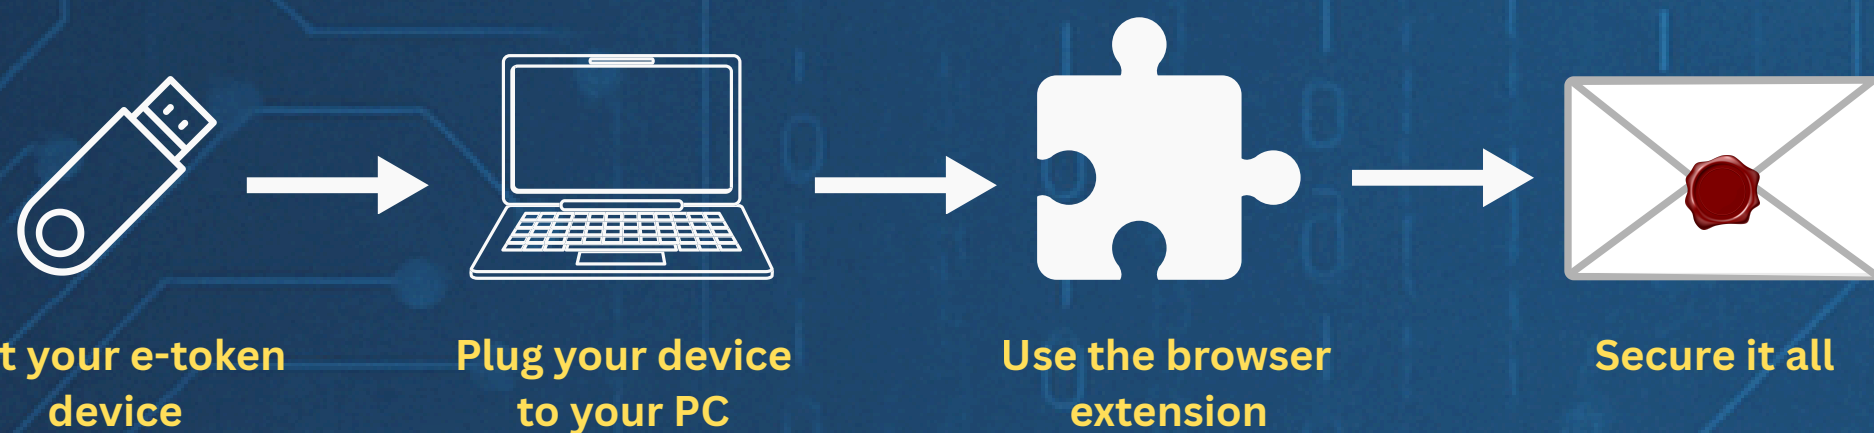 your e-token
device
Plug your device
to your PC
Use the browser
extension
Secure it all